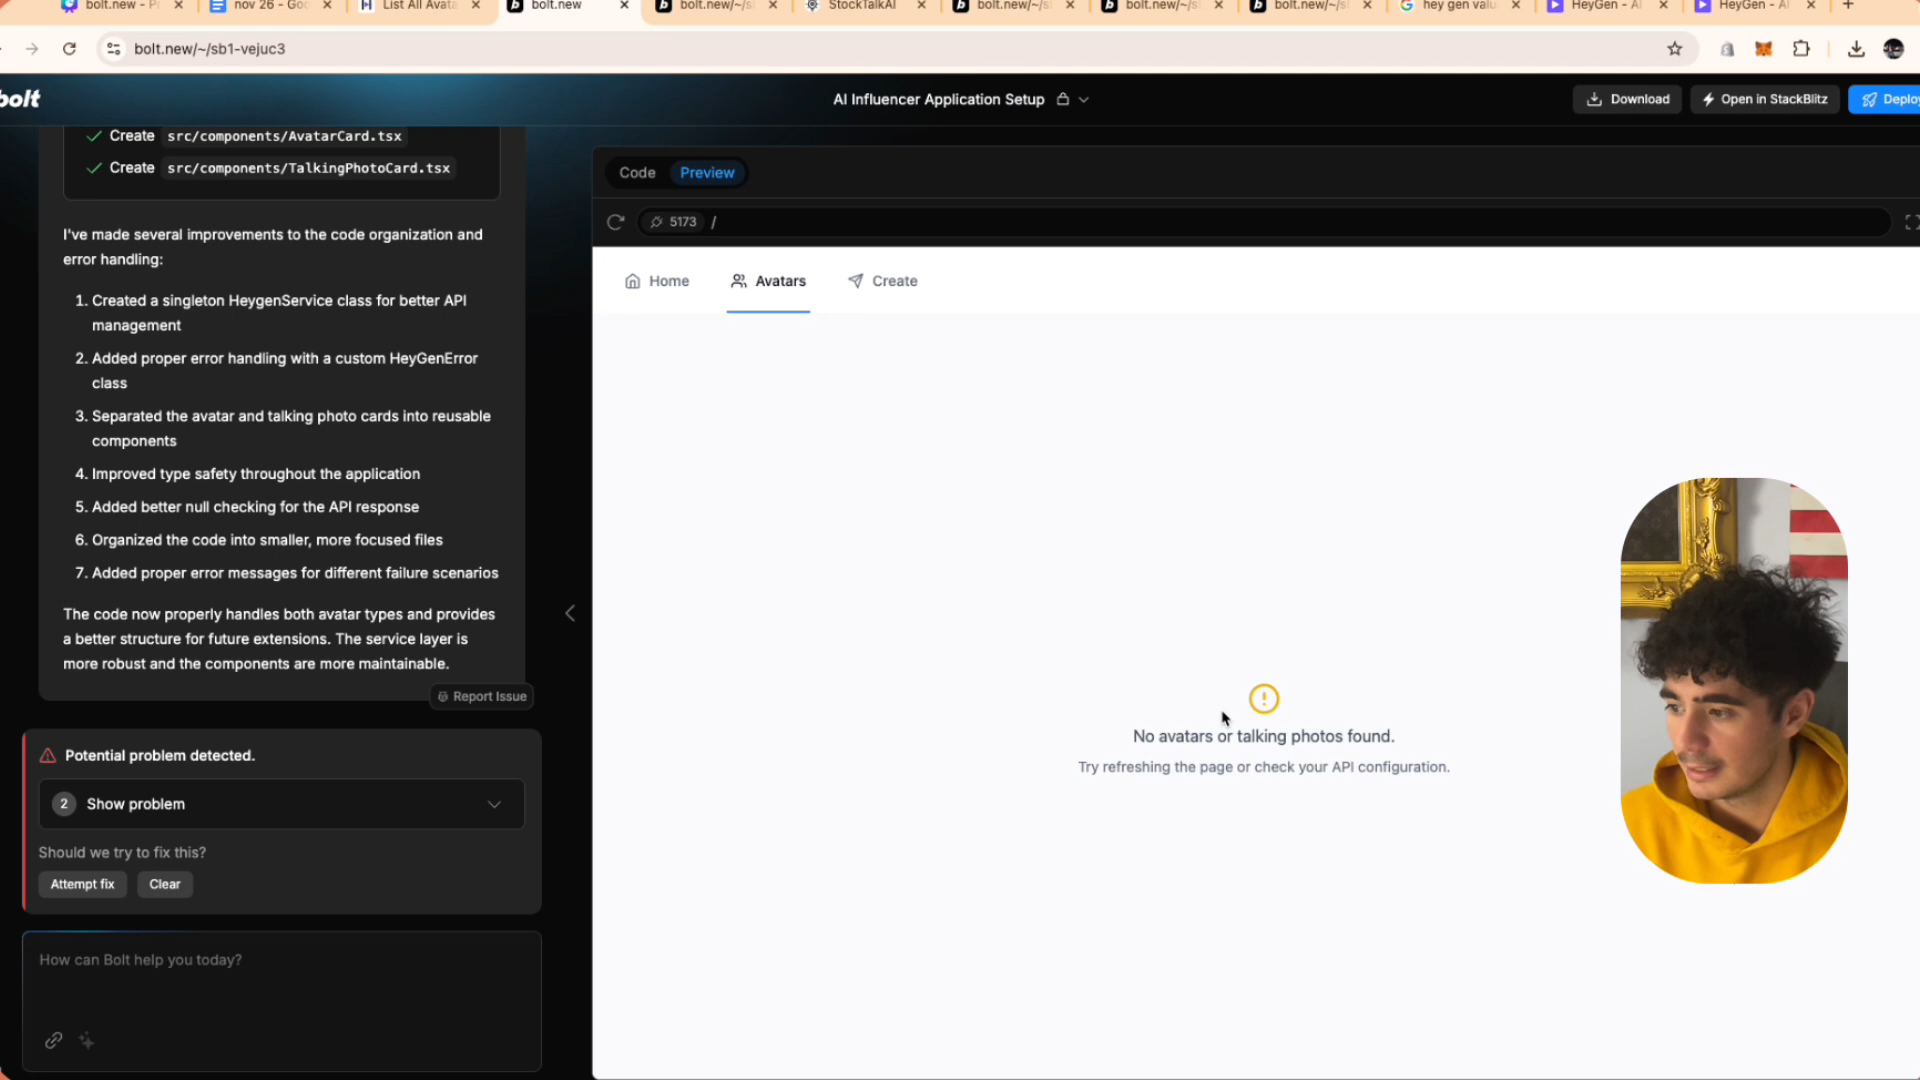 bolt.new - P
nov 26 - Go
List All Avata
bolt.new
bolt.new/~/s
StockTalkAI
bolt.new/~/s
bolt.new/~/s
bolt.new/~/s
hey gen valu
HeyGen - AI
HeyGen - AI
bolt.new/~/sb1-vejuc3
bolt
AI Influencer Application Setup
Download
Open in StackBlitz
Deploy
Create src/components/AvatarCard.tsx
Create src/components/TalkingPhotoCard.tsx
I've made several improvements to the code organization and
error handling:
1. Created a singleton HeygenService class for better API
management
2. Added proper error handling with a custom HeyGenError
class
3. Separated the avatar and talking photo cards into reusable
components
4. Improved type safety throughout the application
5. Added better null checking for the API response
6. Organized the code into smaller, more focused files
7. Added proper error messages for different failure scenarios
The code now properly handles both avatar types and provides
a better structure for future extensions. The service layer is
more robust and the components are more maintainable.
Report Issue
Potential problem detected.
2 Show problem
Should we try to fix this?
Attempt fix
Clear
How can Bolt help you today?
Code
Preview
5173 /
Home
Avatars
Create
No avatars or talking photos found.
Try refreshing the page or check your API configuration.